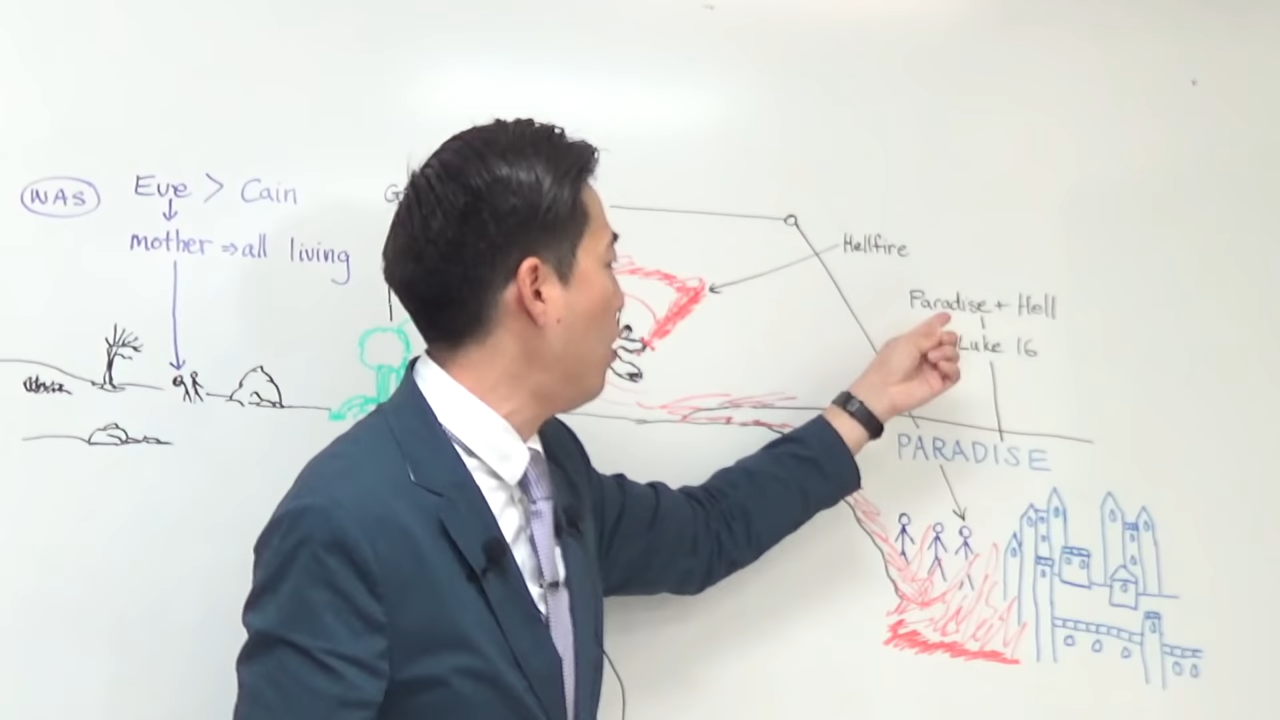 WAS
Eve > Cain
mother ⇒ all living
G
Hellfire
Paradise + Hell
Luke 16
PARADISE